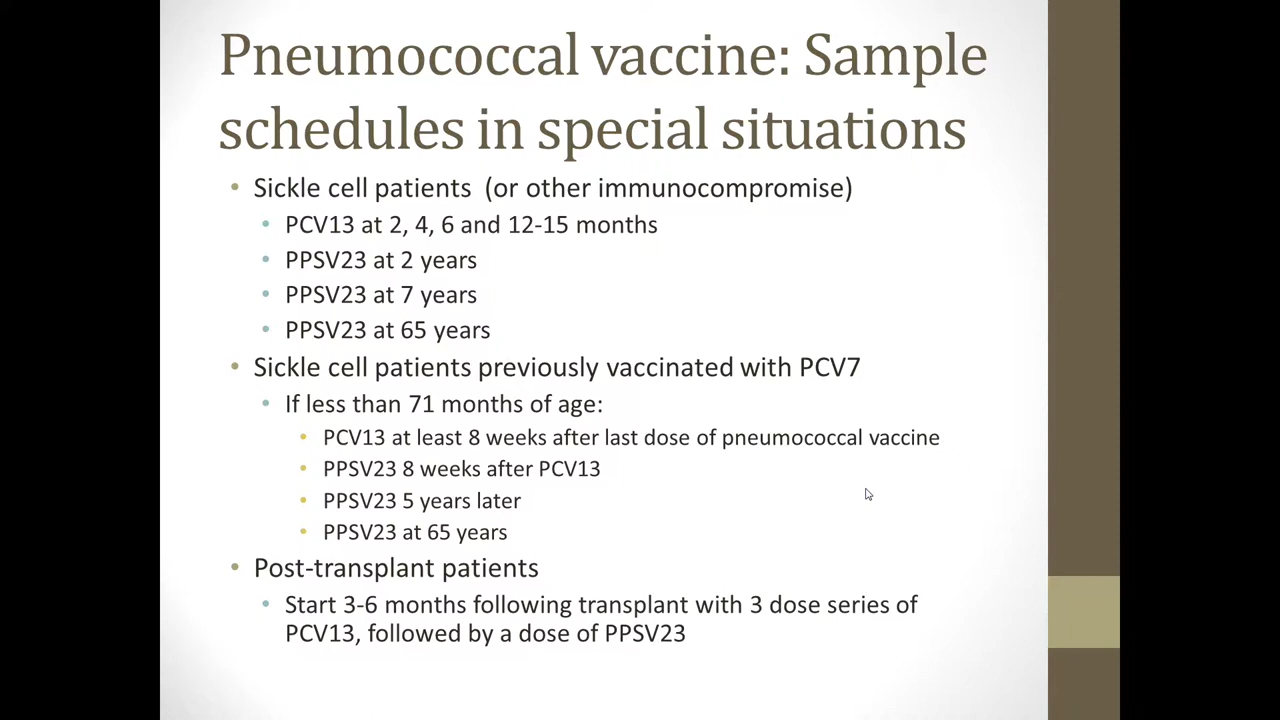 Pneumococcal vaccine: Sample
schedules in special situations
• Sickle cell patients  (or other immunocompromise)
• PCV13 at 2, 4, 6 and 12-15 months
• PPSV23 at 2 years
• PPSV23 at 7 years
• PPSV23 at 65 years
• Sickle cell patients previously vaccinated with PCV7
• If less than 71 months of age:
• PCV13 at least 8 weeks after last dose of pneumococcal vaccine
• PPSV23 8 weeks after PCV13
• PPSV23 5 years later
• PPSV23 at 65 years
• Post-transplant patients
• Start 3-6 months following transplant with 3 dose series of
PCV13, followed by a dose of PPSV23